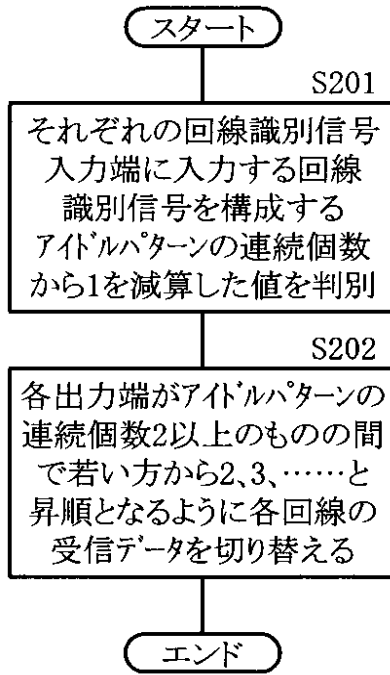 スタート
S201
それぞれの回線識別信号
入力端に入力する回線
識別信号を構成する
アイドルパターンの連続個数
から1を減算した値を判別
S202
各出力端がアイドルパターンの
連続個数2以上のものの間
で若い方から2、3、……と
昇順となるように各回線の
受信データを切り替える
エンド